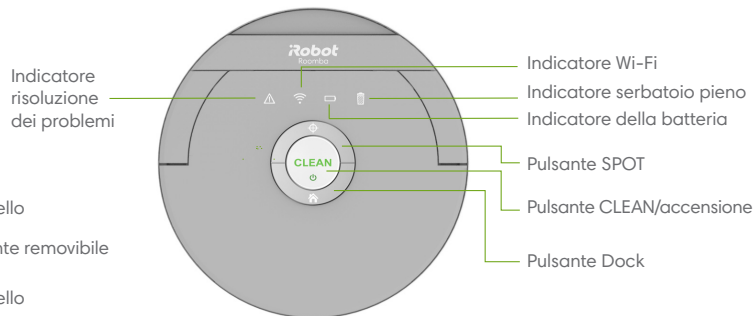 iRobot
Roomba
Indicatore
risoluzione
dei problemi
Indicatore Wi-Fi
Indicatore serbatoio pieno
Indicatore della batteria
CLEAN
Pulsante SPOT
Pulsante CLEAN/accensione
Pulsante Dock
ello
nte removibile
ello